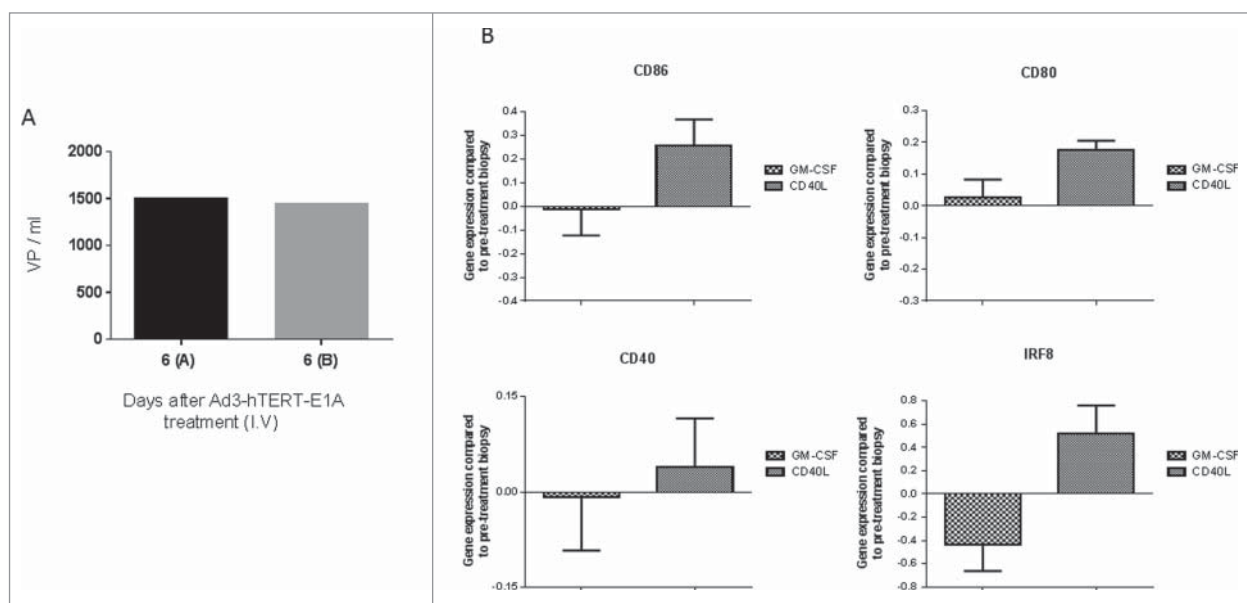 A
2000
1500
1000
500
0
VP / ml
6 (A)
6 (B)
Days after Ad3-hTERT-E1A
treatment (I.V)
B
CD86
Gene expression compared
to pre-treatment biopsy
0.4
0.3
0.2
0.1
0.0
-0.1
-0.2
-0.3
-0.4
GM-CSF
CD40L
CD80
Gene expression compared
to pre-treatment biopsy
0.3
0.2
0.1
0.0
-0.1
-0.2
-0.3
GM-CSF
CD40L
CD40
Gene expression compared
to pre-treatment biopsy
0.15
0.00
-0.15
GM-CSF
CD40L
IRF8
Gene expression compared
to pre-treatment biopsy
0.8
0.6
0.4
0.2
0.0
-0.2
-0.4
-0.6
-0.8
GM-CSF
CD40L